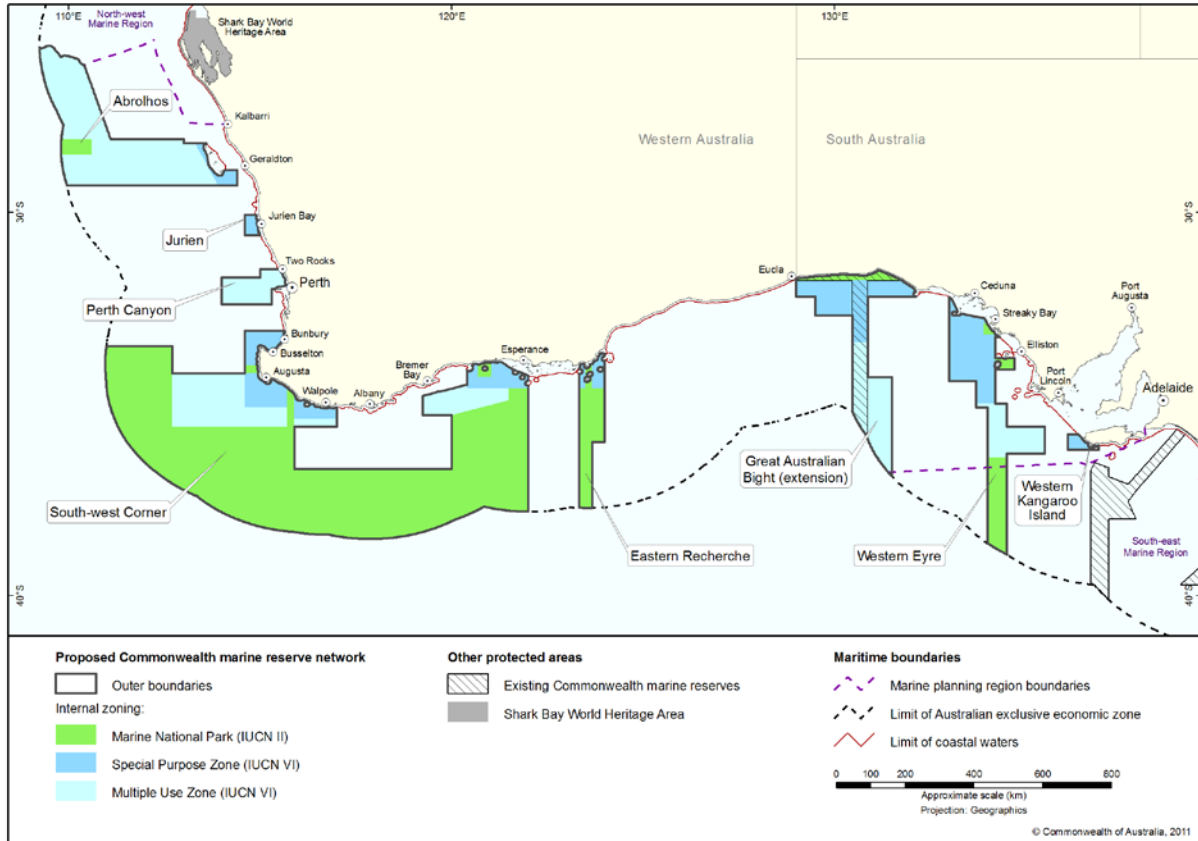 110°E
120°E
130°E
North-west
Marine Region
Shark Bay World
Heritage Area
Abrolhos
Kalbarri
Western Australia
South Australia
Geraldton
30°S
30°S
Jurien Bay
Jurien
Two Rocks
Perth
Perth Canyon
Eucla
Ceduna
Port
Augusta
Streaky Bay
Bunbury
Busselton
Elliston
Augusta
Bremer
Bay
Esperance
Walpole
Albany
Port
Lincoln
Adelaide
Great Australian
Bight (extension)
Western
Kangaroo
Island
South-west Corner
Eastern Recherche
Western Eyre
South-east
Marine Region
40°S
40°S
Proposed Commonwealth marine reserve network
Outer boundaries
Internal zoning:
Marine National Park (IUCN II)
Special Purpose Zone (IUCN VI)
Multiple Use Zone (IUCN VI)
Other protected areas
Existing Commonwealth marine reserves
Shark Bay World Heritage Area
Maritime boundaries
Marine planning region boundaries
Limit of Australian exclusive economic zone
Limit of coastal waters
0 100 200 400 600 800
Approximate scale (km)
Projection: Geographics
© Commonwealth of Australia, 2011